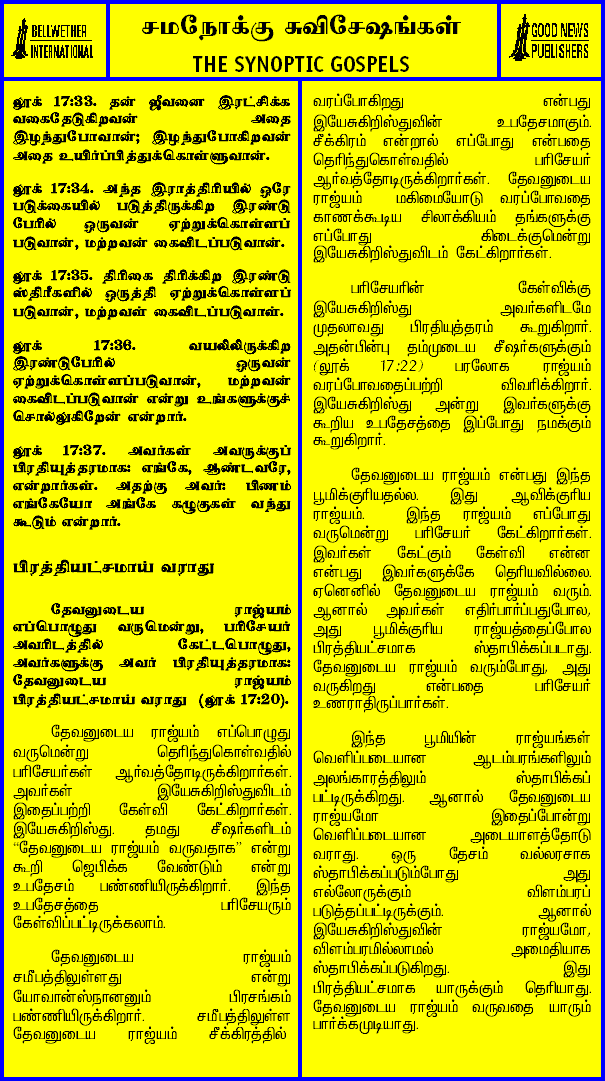 BELLWETHER
INTERNATIONAL
சமநோக்கு சுவிசேஷங்கள்
THE SYNOPTIC GOSPELS
GOOD NEWS
PUBLISHERS
லூக் 17:33. தன் ஜீவனை இரட்சிக்க
வகைதேடுகிறவன் அதை
இழந்துபோவான்; இழந்துபோகிறவன்
அதை உயிர்ப்பித்துக்கொள்ளுவான்.
லூக் 17:34. அந்த இராத்திரியில் ஒரே
படுக்கையில் படுத்திருக்கிற இரண்டு
பேரில் ஒருவன் ஏற்றுக்கொள்ளப்
படுவான், மற்றவன் கைவிடப்படுவான்.
லூக் 17:35. திரிகை திரிக்கிற இரண்டு
ஸ்திரீகளில் ஒருத்தி ஏற்றுக்கொள்ளப்
படுவான், மற்றவன் கைவிடப்படுவான்.
லூக் 17:36. வயலிலிருக்கிற
இரண்டுபேரில் ஒருவன்
ஏற்றுக்கொள்ளப்படுவான், மற்றவன்
கைவிடப்படுவான் என்று உங்களுக்குச்
சொல்லுகிறேன் என்றார்.
லூக் 17:37. அவர்கள் அவருக்குப்
பிரதியுத்தரமாக: எங்கே, ஆண்டவரே,
என்றார்கள். அதற்கு அவர்: பிணம்
எங்கேயோ அங்கே கழுகுகள் வந்து
கூடும் என்றார்.
பிரத்தியட்சமாய் வராது
தேவனுடைய ராஜ்யம்
எப்பொழுது வருமென்று, பரிசேயர்
அவரிடத்தில் கேட்டபொழுது,
அவர்களுக்கு அவர் பிரதியுத்தரமாக:
தேவனுடைய ராஜ்யம்
பிரத்தியட்சமாய் வராது (லூக் 17:20).
தேவனுடைய ராஜ்யம் எப்பொழுது
வருமென்று தெரிந்துகொள்வதில்
பரிசேயர்கள் ஆர்வத்தோடிருக்கிறார்கள்.
அவர்கள் இயேசுகிறிஸ்துவிடம்
இதைப்பற்றி கேள்வி கேட்கிறார்கள்.
இயேசுகிறிஸ்து. தமது சீஷர்களிடம்
“தேவனுடைய ராஜ்யம் வருவதாக” என்று
கூறி ஜெபிக்க வேண்டும் என்று
உபதேசம் பண்ணியிருக்கிறார். இந்த
உபதேசத்தை பரிசேயரும்
கேள்விப்பட்டிருக்கலாம்.
தேவனுடைய ராஜ்யம்
சமீபத்திலுள்ளது என்று
யோவான்ஸ்நானனும் பிரசங்கம்
பண்ணியிருக்கிறார். சமீபத்திலுள்ள
தேவனுடைய ராஜ்யம் சீக்கிரத்தில்
வரப்போகிறது என்பது
இயேசுகிறிஸ்துவின் உபதேசமாகும்.
சீக்கிரம் என்றால் எப்போது என்பதை
தெரிந்துகொள்வதில் பரிசேயர்
ஆர்வத்தோடிருக்கிறார்கள். தேவனுடைய
ராஜ்யம் மகிமையோடு வரப்போவதை
காணக்கூடிய சிலாக்கியம் தங்களுக்கு
எப்போது கிடைக்குமென்று
இயேசுகிறிஸ்துவிடம் கேட்கிறார்கள்.
பரிசேயரின் கேள்விக்கு
இயேசுகிறிஸ்து அவர்களிடமே
முதலாவது பிரதியுத்தரம் கூறுகிறார்.
அதன்பின்பு தம்முடைய சீஷர்களுக்கும்
(லூக் 17:22) பரலோக ராஜ்யம்
வரப்போவதைப்பற்றி விவரிக்கிறார்.
இயேசுகிறிஸ்து அன்று இவர்களுக்கு
கூறிய உபதேசத்தை இப்போது நமக்கும்
கூறுகிறார்.
தேவனுடைய ராஜ்யம் என்பது இந்த
பூமிக்குரியதல்ல. இது ஆவிக்குரிய
ராஜ்யம். இந்த ராஜ்யம் எப்போது
வருமென்று பரிசேயர் கேட்கிறார்கள்.
இவர்கள் கேட்கும் கேள்வி என்ன
என்பது இவர்களுக்கே தெரியவில்லை.
ஏனெனில் தேவனுடைய ராஜ்யம் வரும்.
ஆனால் அவர்கள் எதிர்பார்ப்பதுபோல,
அது பூமிக்குரிய ராஜ்யத்தைப்போல
பிரத்தியட்சமாக ஸ்தாபிக்கப்படாது.
தேவனுடைய ராஜ்யம் வரும்போது, அது
வருகிறது என்பதை பரிசேயர்
உணராதிருப்பார்கள்.
இந்த பூமியின் ராஜ்யங்கள்
வெளிப்படையான ஆடம்பரங்களிலும்
அலங்காரத்திலும் ஸ்தாபிக்கப்
பட்டிருக்கிறது. ஆனால் தேவனுடைய
ராஜ்யமோ இதைப்போன்று
வெளிப்படையான அடையாளத்தோடு
வராது. ஒரு தேசம் வல்லரசாக
ஸ்தாபிக்கப்படும்போது அது
எல்லோருக்கும் விளம்பரப்
படுத்தப்பட்டிருக்கும். ஆனால்
இயேசுகிறிஸ்துவின் ராஜ்யமோ,
விளம்பரமில்லாமல் அமைதியாக
ஸ்தாபிக்கப்படுகிறது. இது
பிரத்தியட்சமாக யாருக்கும் தெரியாது.
தேவனுடைய ராஜ்யம் வருவதை யாரும்
பார்க்கமுடியாது.